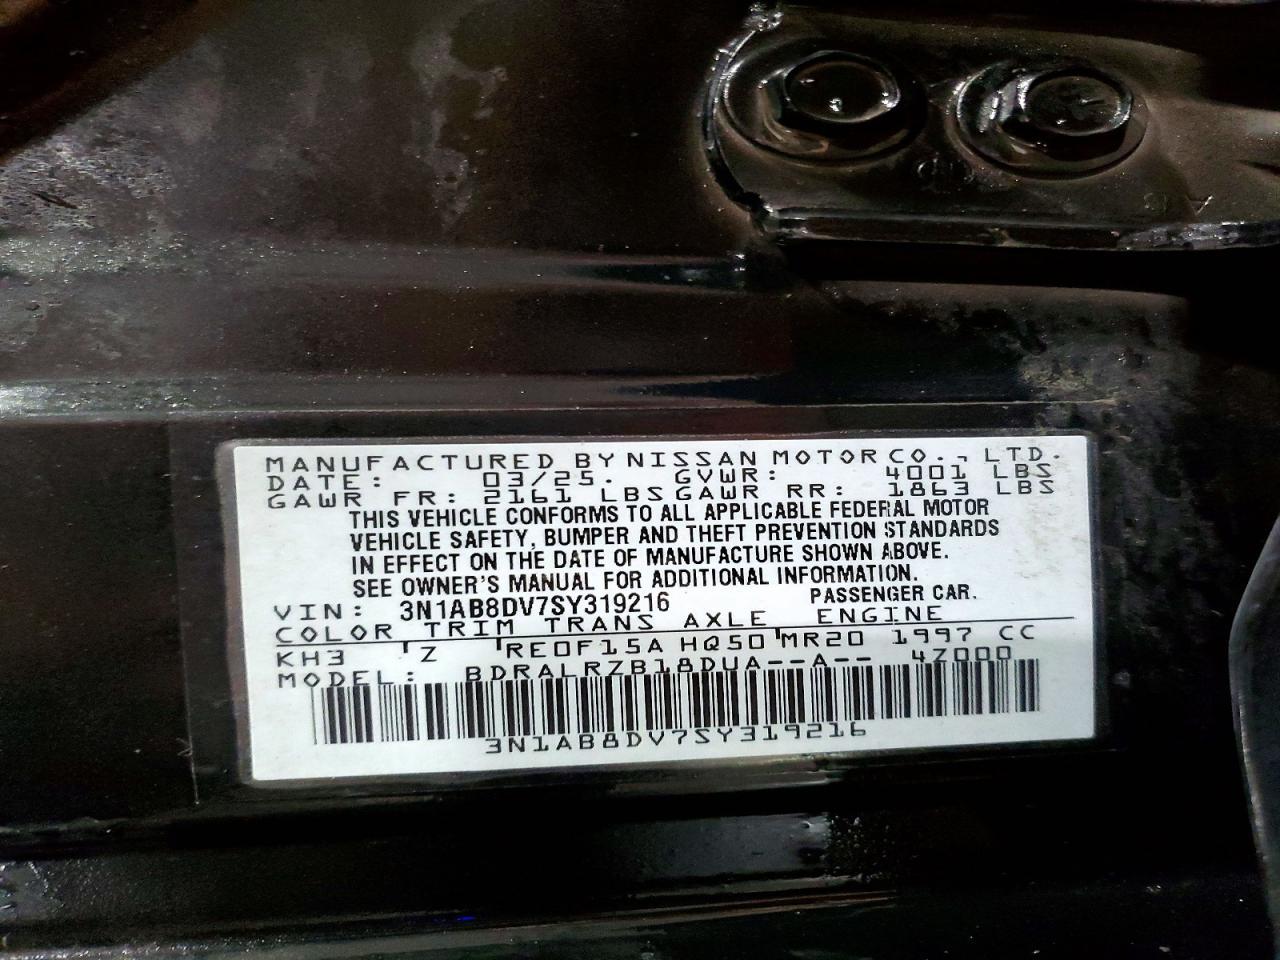 MANUFACTURED BY NISSAN MOTOR CO., LTD.
DATE: 03/25. GVWR: 4001 LBS
GAWR FR: 2161 LBS GAWR RR: 1863 LBS
THIS VEHICLE CONFORMS TO ALL APPLICABLE FEDERAL MOTOR
VEHICLE SAFETY, BUMPER AND THEFT PREVENTION STANDARDS
IN EFFECT ON THE DATE OF MANUFACTURE SHOWN ABOVE.
SEE OWNER'S MANUAL FOR ADDITIONAL INFORMATION.
VIN: 3N1AB8DV7SY319216 PASSENGER CAR.
COLOR TRIM TRANS AXLE ENGINE
KH3 Z RE0F15A HQ50 MR20 1997 CC
MODEL: BDRALRZB18DUA--A-- 4Z000
3N1AB8DV7SY319216